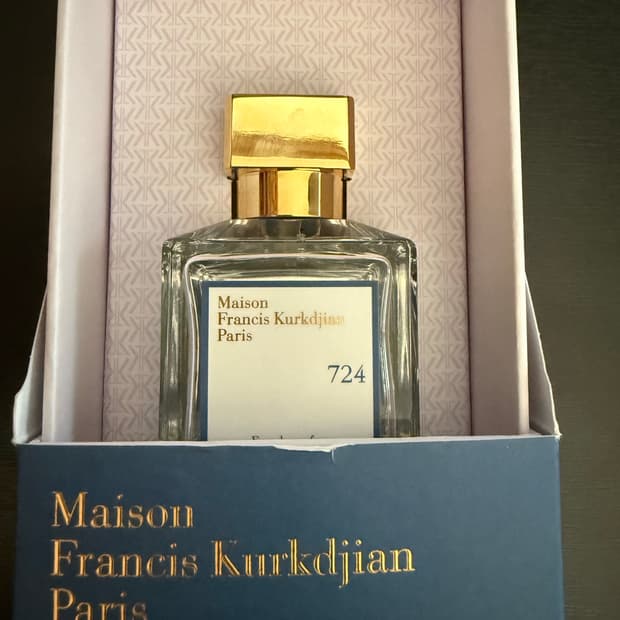 Maison
Francis Kurkdjian
Paris
724
Maison
Francis Kurkdjian
Paris